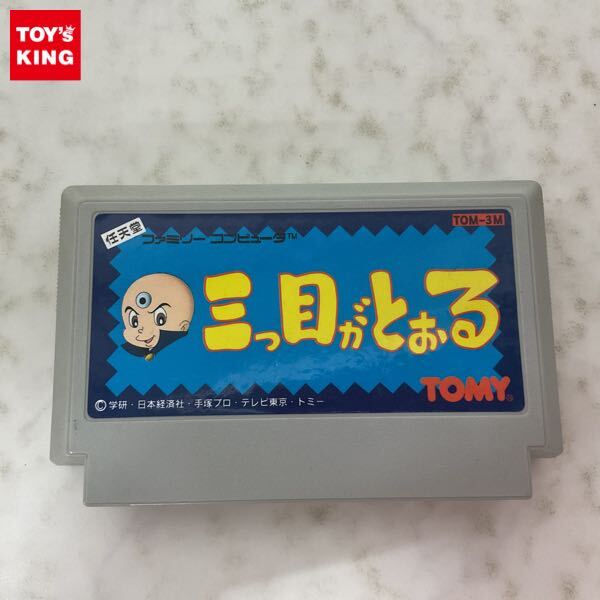 TOY's
KING
TOM-3M
任天堂
ファミリーコンピュータ™
三つ目がとおる
TOMY®
©学研・日本経済社・手塚プロ・テレビ東京・トミー